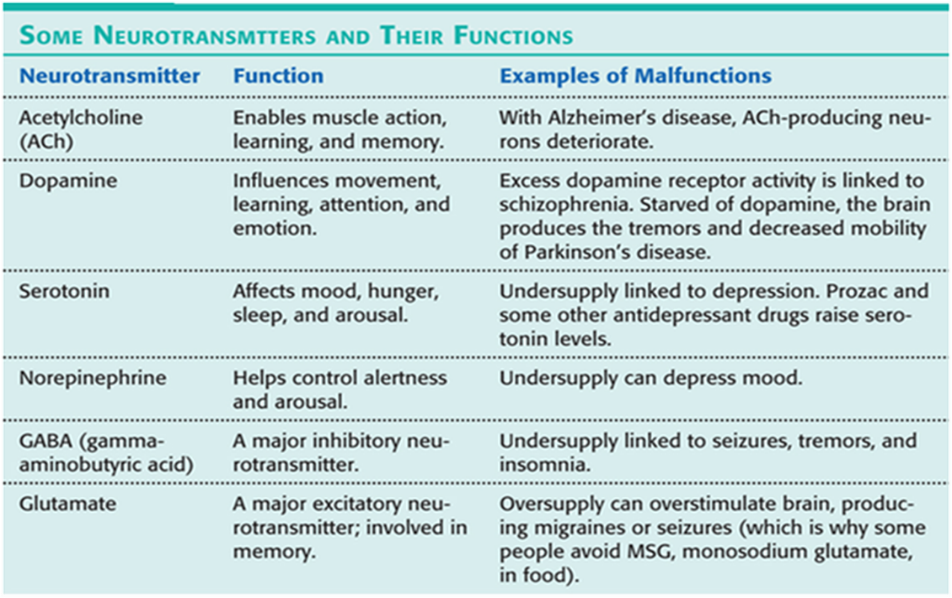 SOME NEUROTRANSMTTERS AND THEIR FUNCTIONS
Neurotransmitter Function Examples of Malfunctions
Acetylcholine Enables muscle action, With Alzheimer's disease, ACh-producing neu-
(ACh) learning, and memory. rons deteriorate.
Dopamine Influences movement, Excess dopamine receptor activity is linked to
learning, attention, and schizophrenia. Starved of dopamine, the brain
emotion. produces the tremors and decreased mobility
of Parkinson's disease.
Serotonin Affects mood, hunger, Undersupply linked to depression. Prozac and
sleep, and arousal. some other antidepressant drugs raise sero-
tonin levels.
Norepinephrine Helps control alertness Undersupply can depress mood.
and arousal.
GABA (gamma- A major inhibitory neu- Undersupply linked to seizures, tremors, and
aminobutyric acid) rotransmitter. insomnia.
Glutamate A major excitatory neu- Oversupply can overstimulate brain, produc-
rotransmitter; involved in ing migraines or seizures (which is why some
memory. people avoid MSG, monosodium glutamate,
in food).